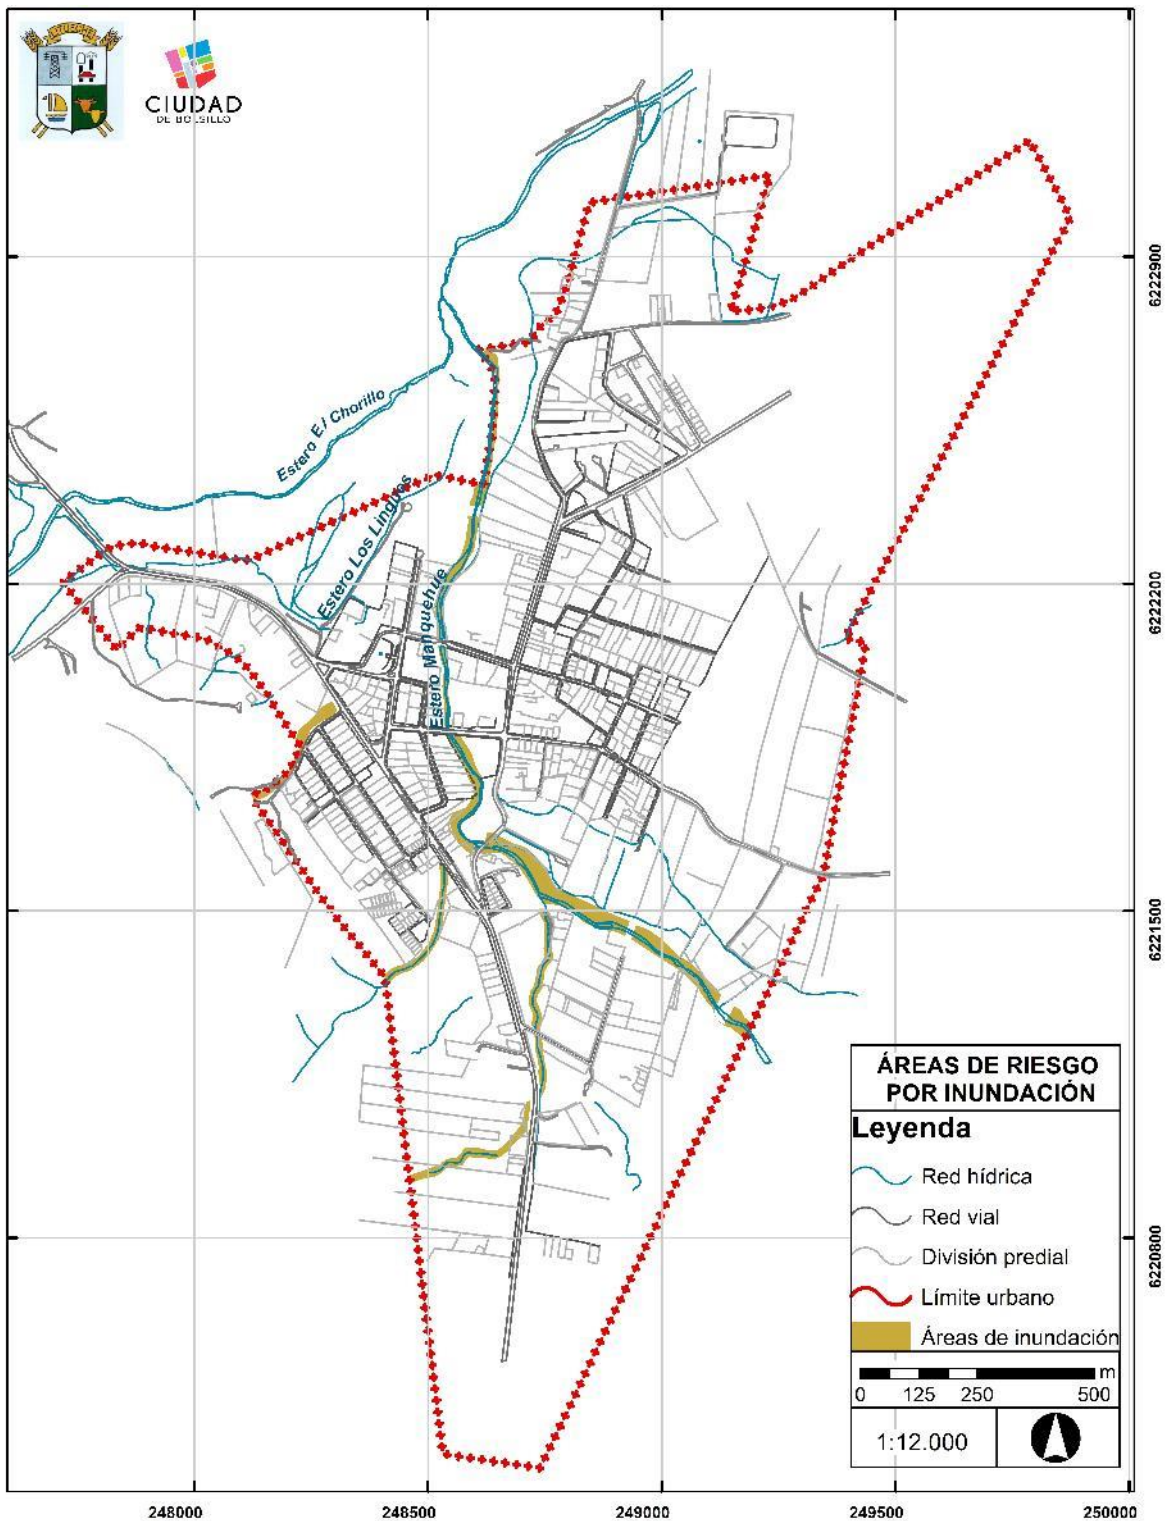 CIUDAD
DE BOLSILLO
Estero El Chorillo
Estero Los Lingues
Estero Manquehue
6222900
6222200
6221500
6220800
ÁREAS DE RIESGO
POR INUNDACIÓN
Leyenda
Red hídrica
Red vial
División predial
Límite urbano
Áreas de inundación
m
0 125 250 500
1:12.000
248000 248500 249000 249500 250000